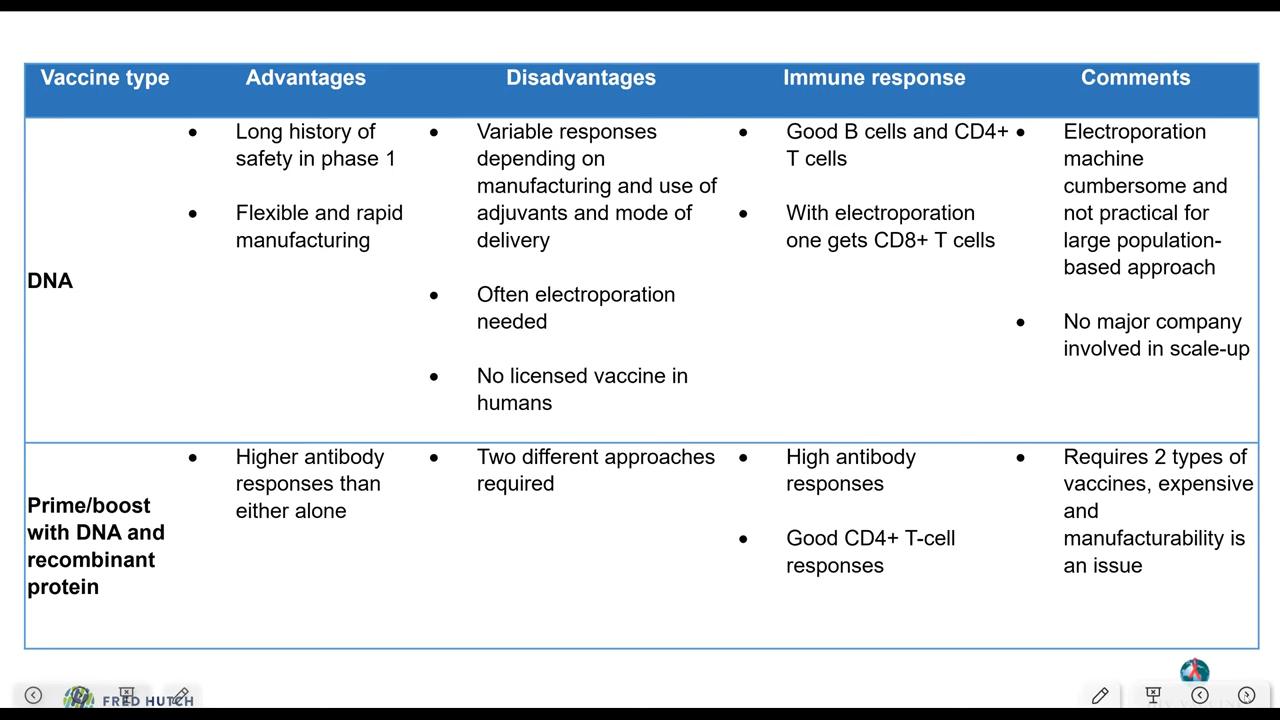 Vaccine type Advantages Disadvantages Immune response Comments
DNA
• Long history of
safety in phase 1
• Flexible and rapid
manufacturing
• Variable responses
depending on
manufacturing and use of
adjuvants and mode of
delivery
• Often electroporation
needed
• No licensed vaccine in
humans
• Good B cells and CD4+
T cells
• With electroporation
one gets CD8+ T cells
• Electroporation
machine
cumbersome and
not practical for
large population-
based approach
• No major company
involved in scale-up
Prime/boost
with DNA and
recombinant
protein
• Higher antibody
responses than
either alone
• Two different approaches
required
• High antibody
responses
• Good CD4+ T-cell
responses
• Requires 2 types of
vaccines, expensive
and
manufacturability is
an issue
FRED HUTCH